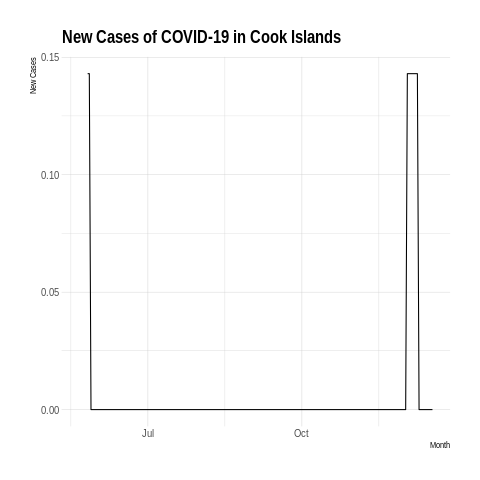 New Cases of COVID-19 in Cook Islands
New Cases
0.15
0.10
0.05
0.00
Jul
Oct
Month